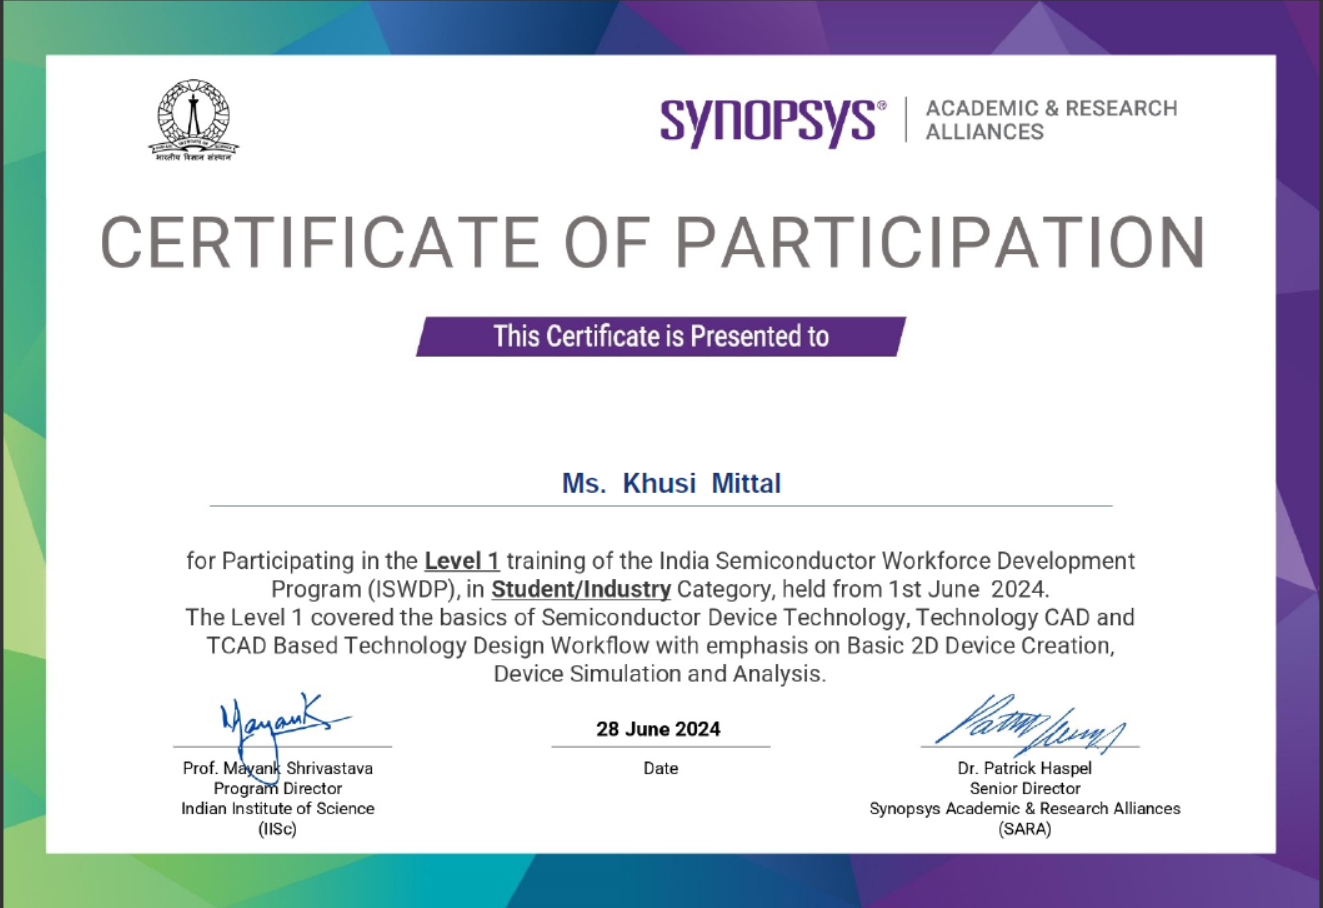 भारतीय विज्ञान संस्थान
SYNOPSYS®
ACADEMIC & RESEARCH
ALLIANCES
CERTIFICATE OF PARTICIPATION
This Certificate is Presented to
Ms. Khusi Mittal
for Participating in the Level 1 training of the India Semiconductor Workforce Development
Program (ISWDP), in Student/Industry Category, held from 1st June 2024.
The Level 1 covered the basics of Semiconductor Device Technology, Technology CAD and
TCAD Based Technology Design Workflow with emphasis on Basic 2D Device Creation,
Device Simulation and Analysis.
Mayank
28 June 2024
Prof. Mayank Shrivastava
Program Director
Indian Institute of Science
(IISc)
Date
Dr. Patrick Haspel
Senior Director
Synopsys Academic & Research Alliances
(SARA)